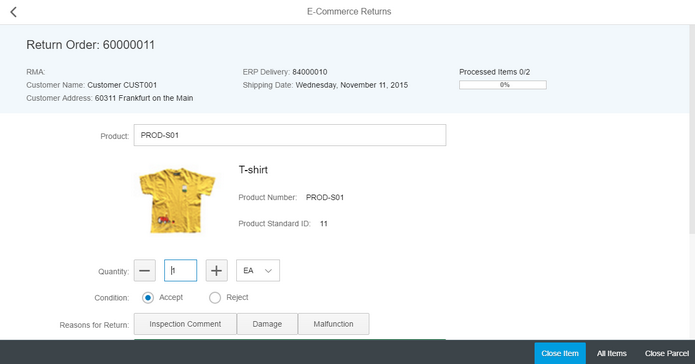 E-Commerce Returns
Return Order: 60000011
RMA:
Customer Name: Customer CUST001
Customer Address: 60311 Frankfurt on the Main
ERP Delivery: 84000010
Shipping Date: Wednesday, November 11, 2015
Processed Items 0/2
0%
Product: PROD-S01
T-shirt
Product Number: PROD-S01
Product Standard ID: 11
Quantity: 1 EA
Condition: Accept Reject
Reasons for Return: Inspection Comment Damage Malfunction
Close Item All Items Close Parcel